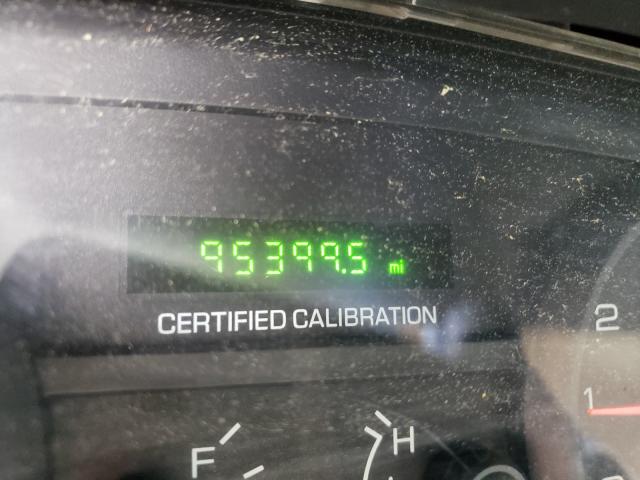 95399.5 mi
CERTIFIED CALIBRATION
2
1
F H